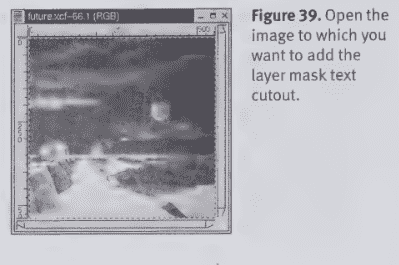 future.xcf-66.1 (RGB)
Figure 39. Open the
image to which you
want to add the
layer mask text
cutout.